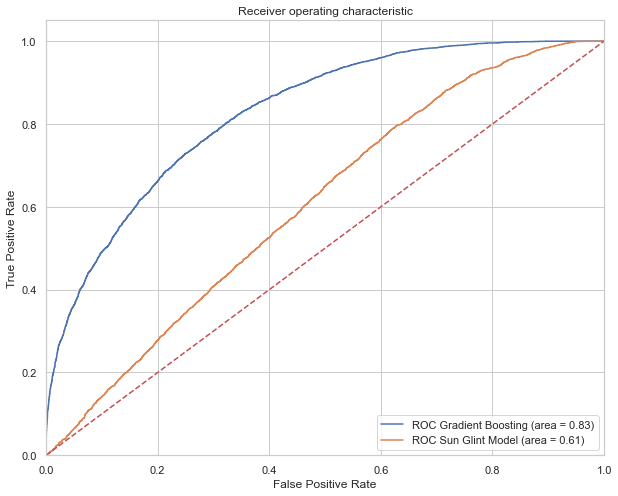 Receiver operating characteristic
1.0
0.8
0.6
0.4
0.2
0.0
True Positive Rate
0.0 0.2 0.4 0.6 0.8 1.0
False Positive Rate
ROC Gradient Boosting (area = 0.83)
ROC Sun Glint Model (area = 0.61)